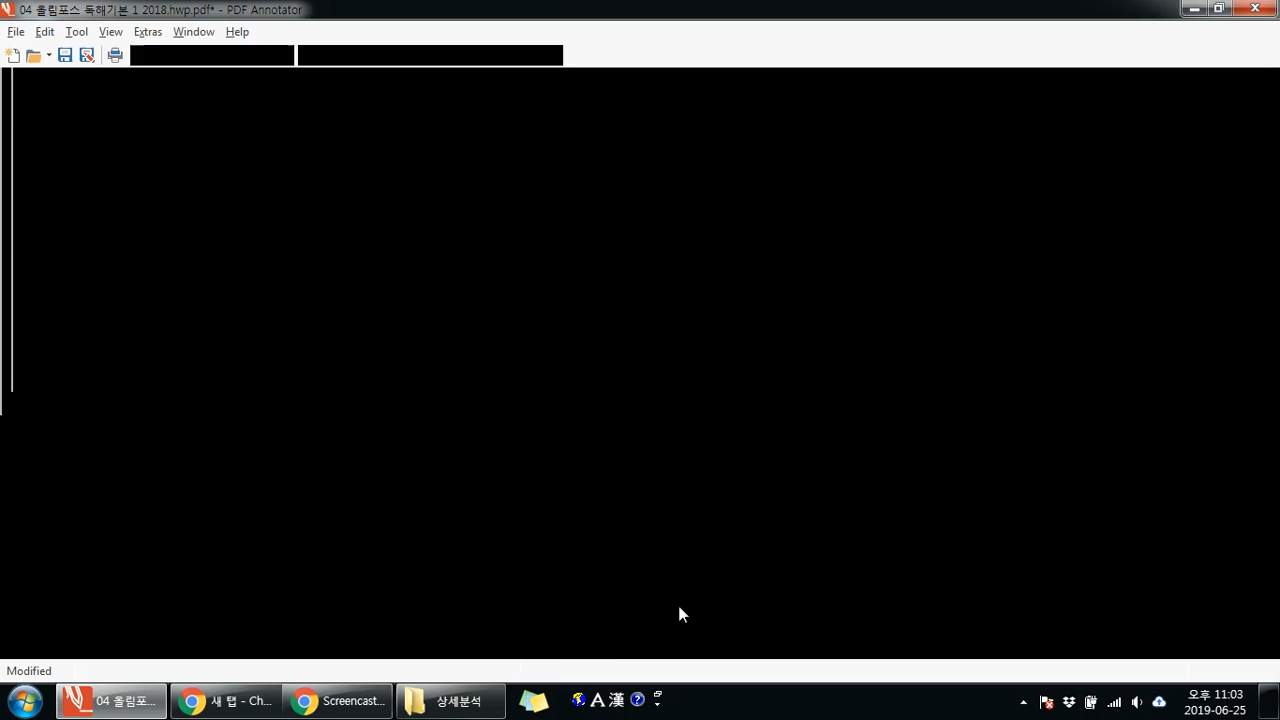 04 올림포스 독해기본 1 2018.hwp.pdf* - PDF Annotator
File Edit Tool View Extras Window Help
Modified
04 올림포...
새 탭 - Ch...
Screencast...
상세분석
A 漢
오후 11:03
2019-06-25